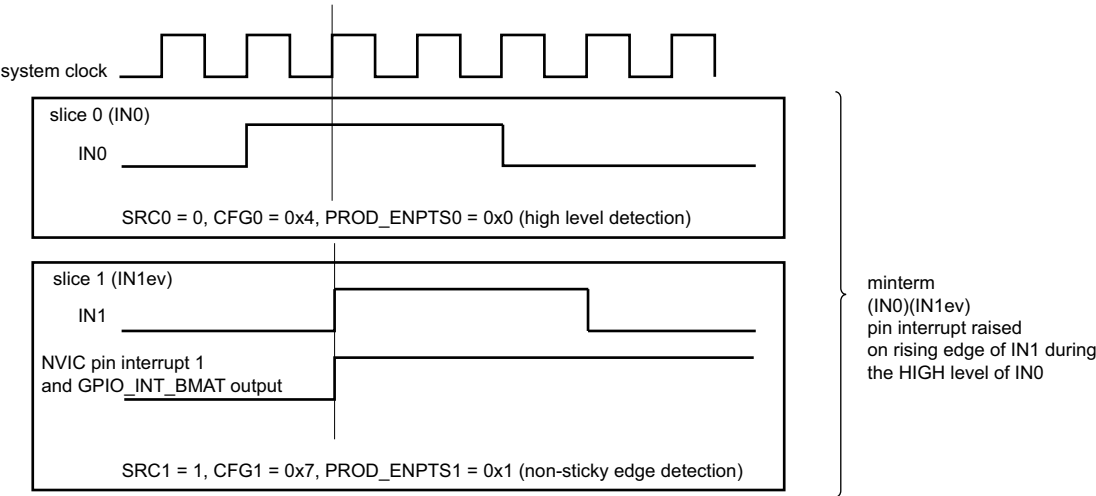 system clock
slice 0 (IN0)
IN0
SRC0 = 0, CFG0 = 0x4, PROD_ENPTS0 = 0x0 (high level detection)
slice 1 (IN1ev)
IN1
NVIC pin interrupt 1
and GPIO_INT_BMAT output
SRC1 = 1, CFG1 = 0x7, PROD_ENPTS1 = 0x1 (non-sticky edge detection)
minterm
(IN0)(IN1ev)
pin interrupt raised
on rising edge of IN1 during
the HIGH level of IN0